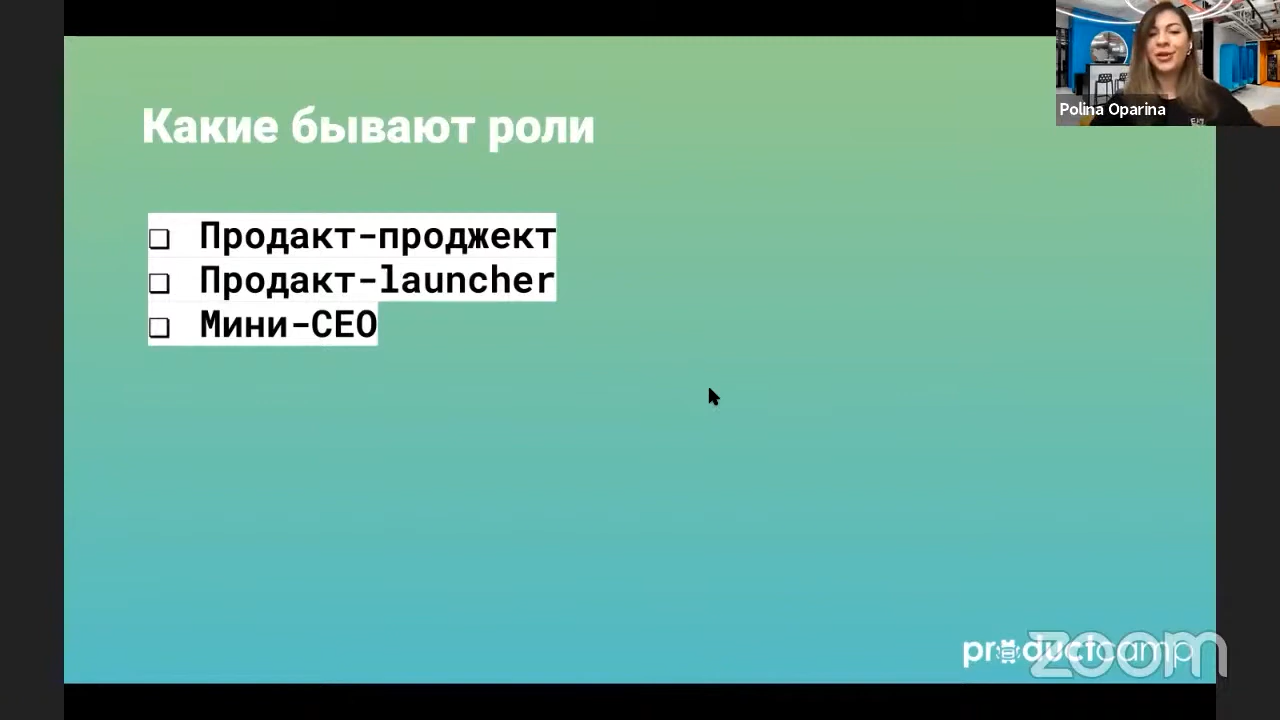 Какие бывают роли
❏ Продакт-проджект
❏ Продакт-launcher
❏ Мини-CEO
Polina Oparina
productcamp
zoom